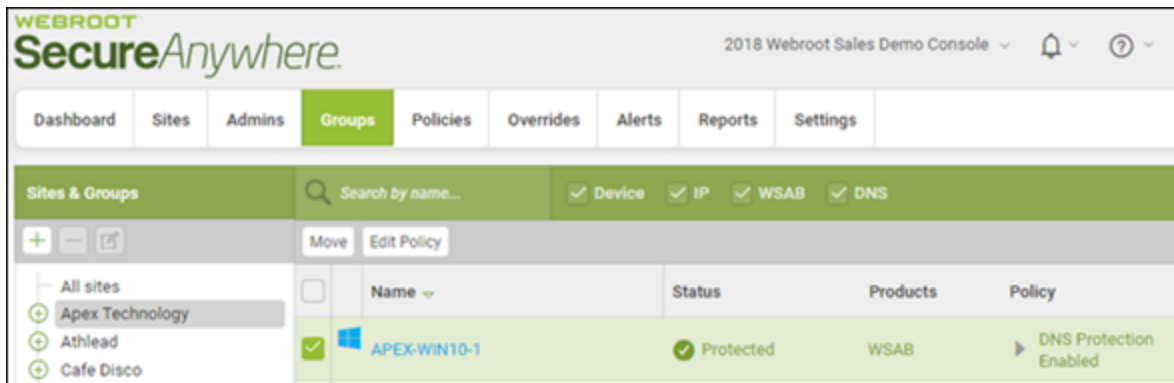 WEBROOT
SecureAnywhere.
2018 Webroot Sales Demo Console
Dashboard Sites Admins Groups Policies Overrides Alerts Reports Settings
Sites & Groups Search by name... Device IP WSAB DNS
Move Edit Policy
All sites Name Status Products Policy
Apex Technology
Athlead APEX-WIN10-1 Protected WSAB DNS Protection
Enabled
Cafe Disco